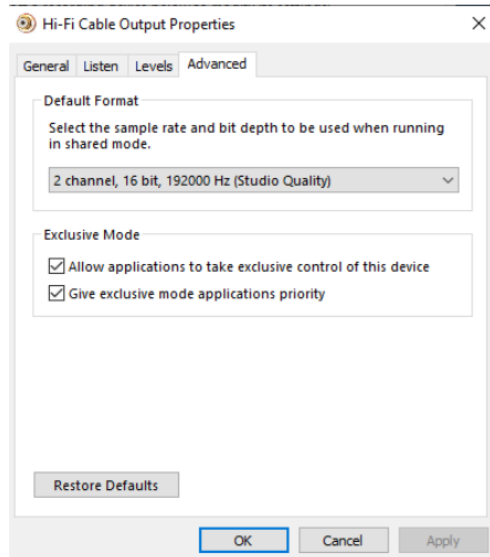 Hi-Fi Cable Output Properties
General Listen Levels Advanced
Default Format
Select the sample rate and bit depth to be used when running
in shared mode.
2 channel, 16 bit, 192000 Hz (Studio Quality)
Exclusive Mode
Allow applications to take exclusive control of this device
Give exclusive mode applications priority
Restore Defaults
OK Cancel Apply